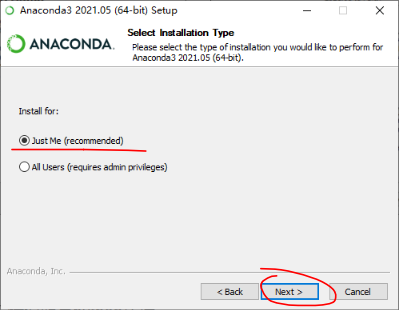 Anaconda3 2021.05 (64-bit) Setup
ANACONDA.
Select Installation Type
Please select the type of installation you would like to perform for
Anaconda3 2021.05 (64-bit).
Install for:
Just Me (recommended)
All Users (requires admin privileges)
Anaconda, Inc.
< Back
Next >
Cancel